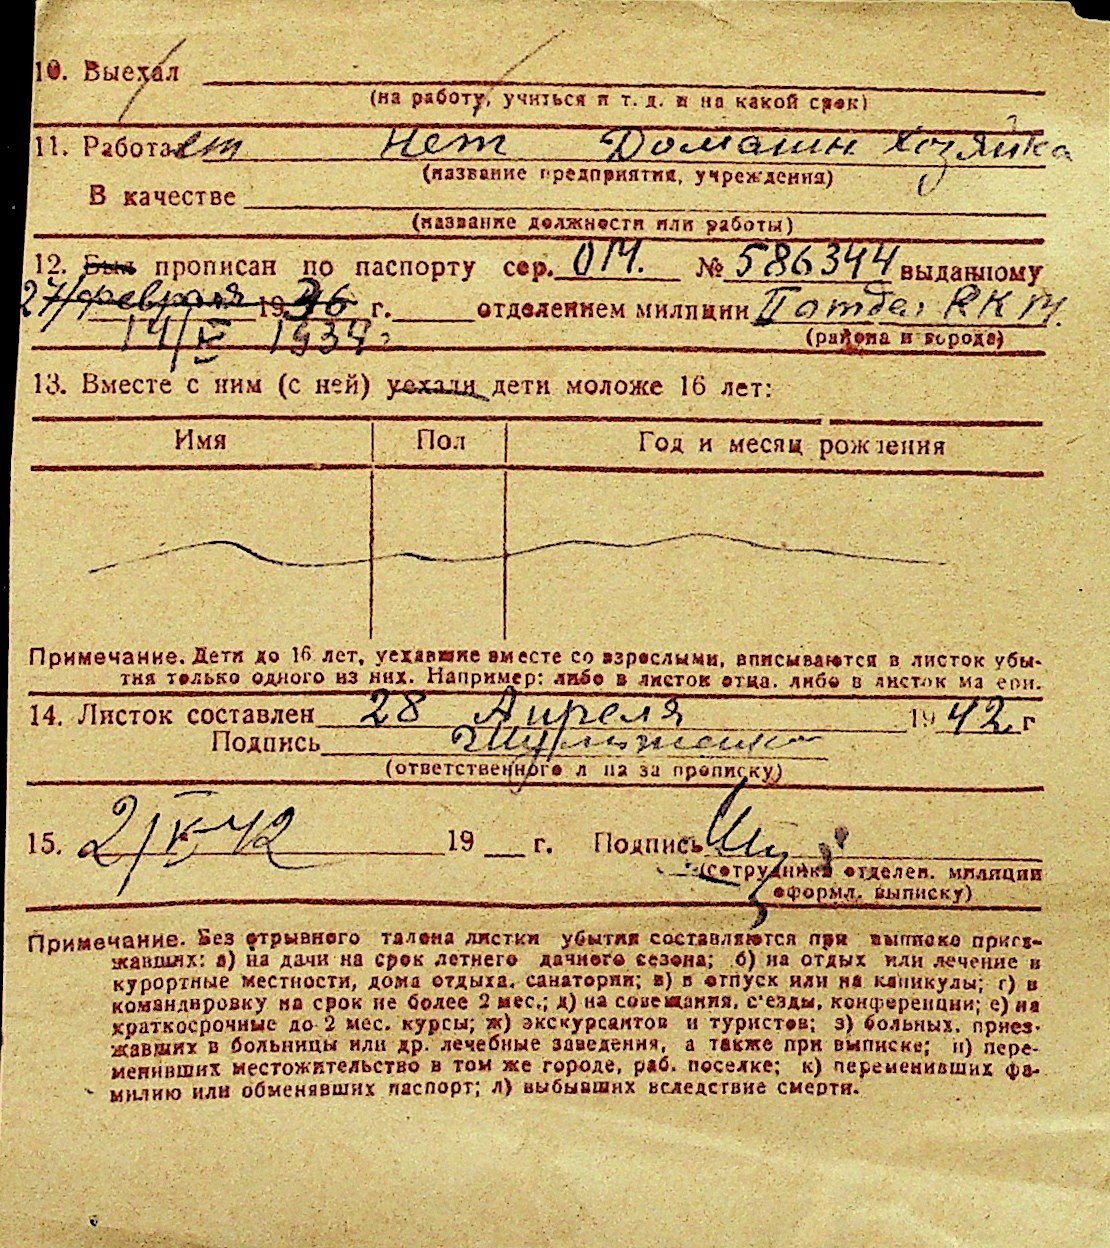 10. Выехал
(на работу, учиться и т. д. и на какой срок)
11. Работает Нет Домашн Хозяйка
(название предприятия, учреждения)
В качестве
(название должности или работы)
12. Был прописан по паспорту сер. ОМ. № 586344 выданному
27/февраля 1936 г. отделением милиции II отдел РКМ.
14/V 1939г (района и города)
13. Вместе с ним (с ней) уехали дети моложе 16 лет:
Имя Пол Год и месяц рождения
Примечание. Дети до 16 лет, уехавшие вместе со взрослыми, вписываются в листок убы-
тия только одного из них. Например: либо в листок отца, либо в листок матери.
14. Листок составлен 28 Апреля 1942 г
Подпись
(ответственного лица за прописку)
15. 2/V-42 19 г. Подпись
(сотрудника отделен. милиции
оформл. выписку)
Примечание. Без отрывного талона листки убытия составляются при выписке приез-
жавших: а) на дачи на срок летнего дачного сезона; б) на отдых или лечение в
курортные местности, дома отдыха, санатории; в) в отпуск или на каникулы; г) в
командировку на срок не более 2 мес.; д) на совещания, с'езды, конференции; е) на
краткосрочные до 2 мес. курсы; ж) экскурсантов и туристов; з) больных, приез-
жавших в больницы или др. лечебные заведения, а также при выписке; и) пере-
менивших местожительство в том же городе, раб. поселке; к) переменивших фа-
милию или обменявших паспорт; л) выбывших вследствие смерти.